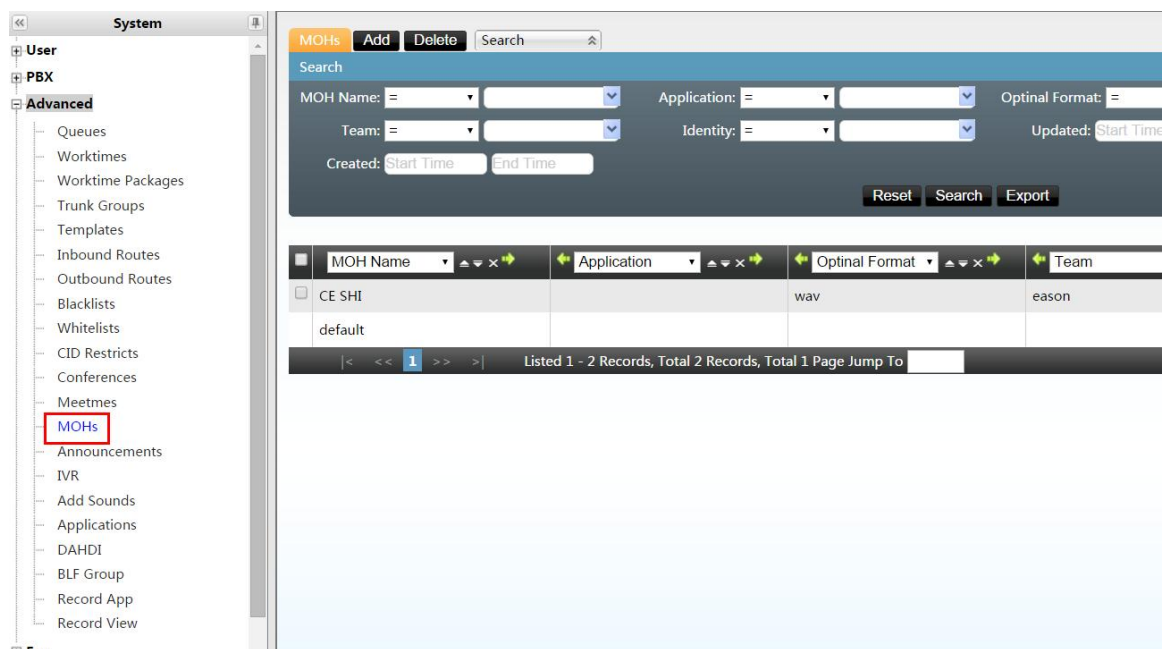 System
User
PBX
Advanced
Queues
Worktimes
Worktime Packages
Trunk Groups
Templates
Inbound Routes
Outbound Routes
Blacklists
Whitelists
CID Restricts
Conferences
Meetmes
MOHs
Announcements
IVR
Add Sounds
Applications
DAHDI
BLF Group
Record App
Record View
MOHs Add Delete Search
Search
MOH Name: = Application: = Optinal Format: =
Team: = Identity: = Updated: Start Time
Created: Start Time End Time
Reset Search Export
MOH Name Application Optinal Format Team
CE SHI wav eason
default
|< << 1 >> >| Listed 1 - 2 Records, Total 2 Records, Total 1 Page Jump To